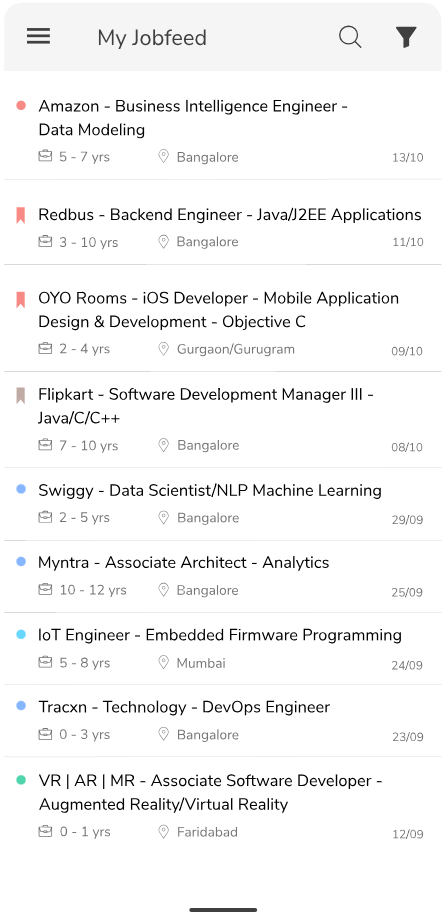 My Jobfeed
Amazon - Business Intelligence Engineer -
Data Modeling
5 - 7 yrs Bangalore 13/10
Redbus - Backend Engineer - Java/J2EE Applications
3 - 10 yrs Bangalore 11/10
OYO Rooms - iOS Developer - Mobile Application
Design & Development - Objective C
2 - 4 yrs Gurgaon/Gurugram 09/10
Flipkart - Software Development Manager III -
Java/C/C++
7 - 10 yrs Bangalore 08/10
Swiggy - Data Scientist/NLP Machine Learning
2 - 5 yrs Bangalore 29/09
Myntra - Associate Architect - Analytics
10 - 12 yrs Bangalore 25/09
IoT Engineer - Embedded Firmware Programming
5 - 8 yrs Mumbai 24/09
Tracxn - Technology - DevOps Engineer
0 - 3 yrs Bangalore 23/09
VR | AR | MR - Associate Software Developer -
Augmented Reality/Virtual Reality
0 - 1 yrs Faridabad 12/09